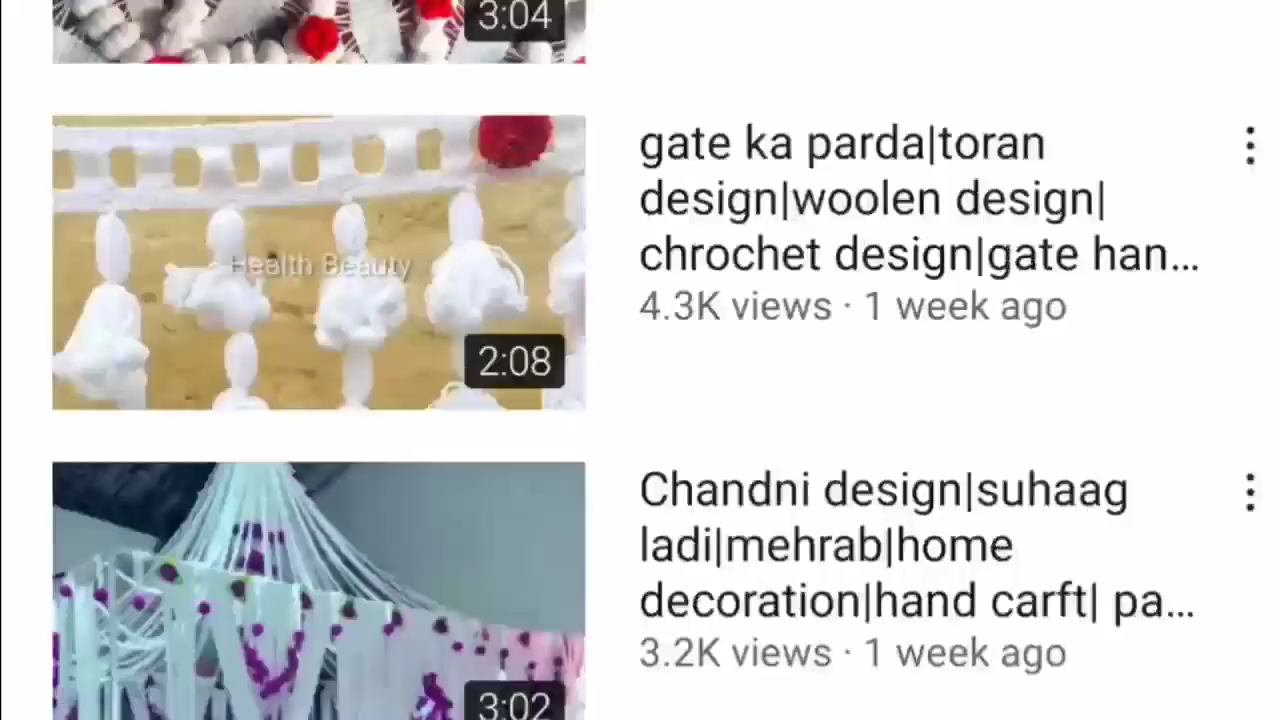 3:04
gate ka parda|toran
design|woolen design|
chrochet design|gate han...
4.3K views · 1 week ago
Health Beauty
2:08
Chandni design|suhaag
ladi|mehrab|home
decoration|hand carft| pa...
3.2K views · 1 week ago
3:02